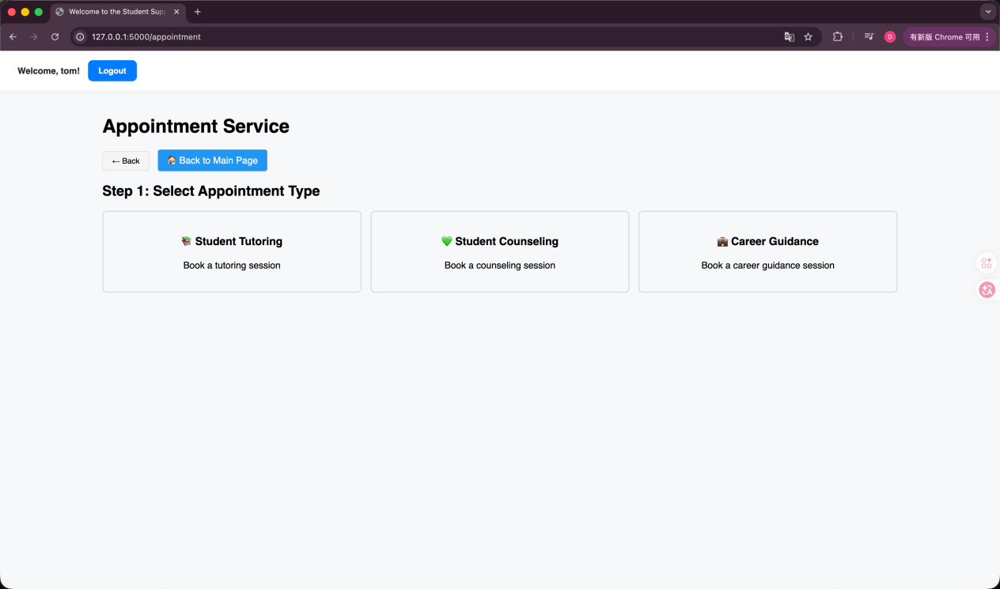 Welcome to the Student Sup
127.0.0.1:5000/appointment
D
有新版 Chrome 可用
Welcome, tom!
Logout
Appointment Service
← Back
🏠 Back to Main Page
Step 1: Select Appointment Type
📚 Student Tutoring
Book a tutoring session
💚 Student Counseling
Book a counseling session
💼 Career Guidance
Book a career guidance session